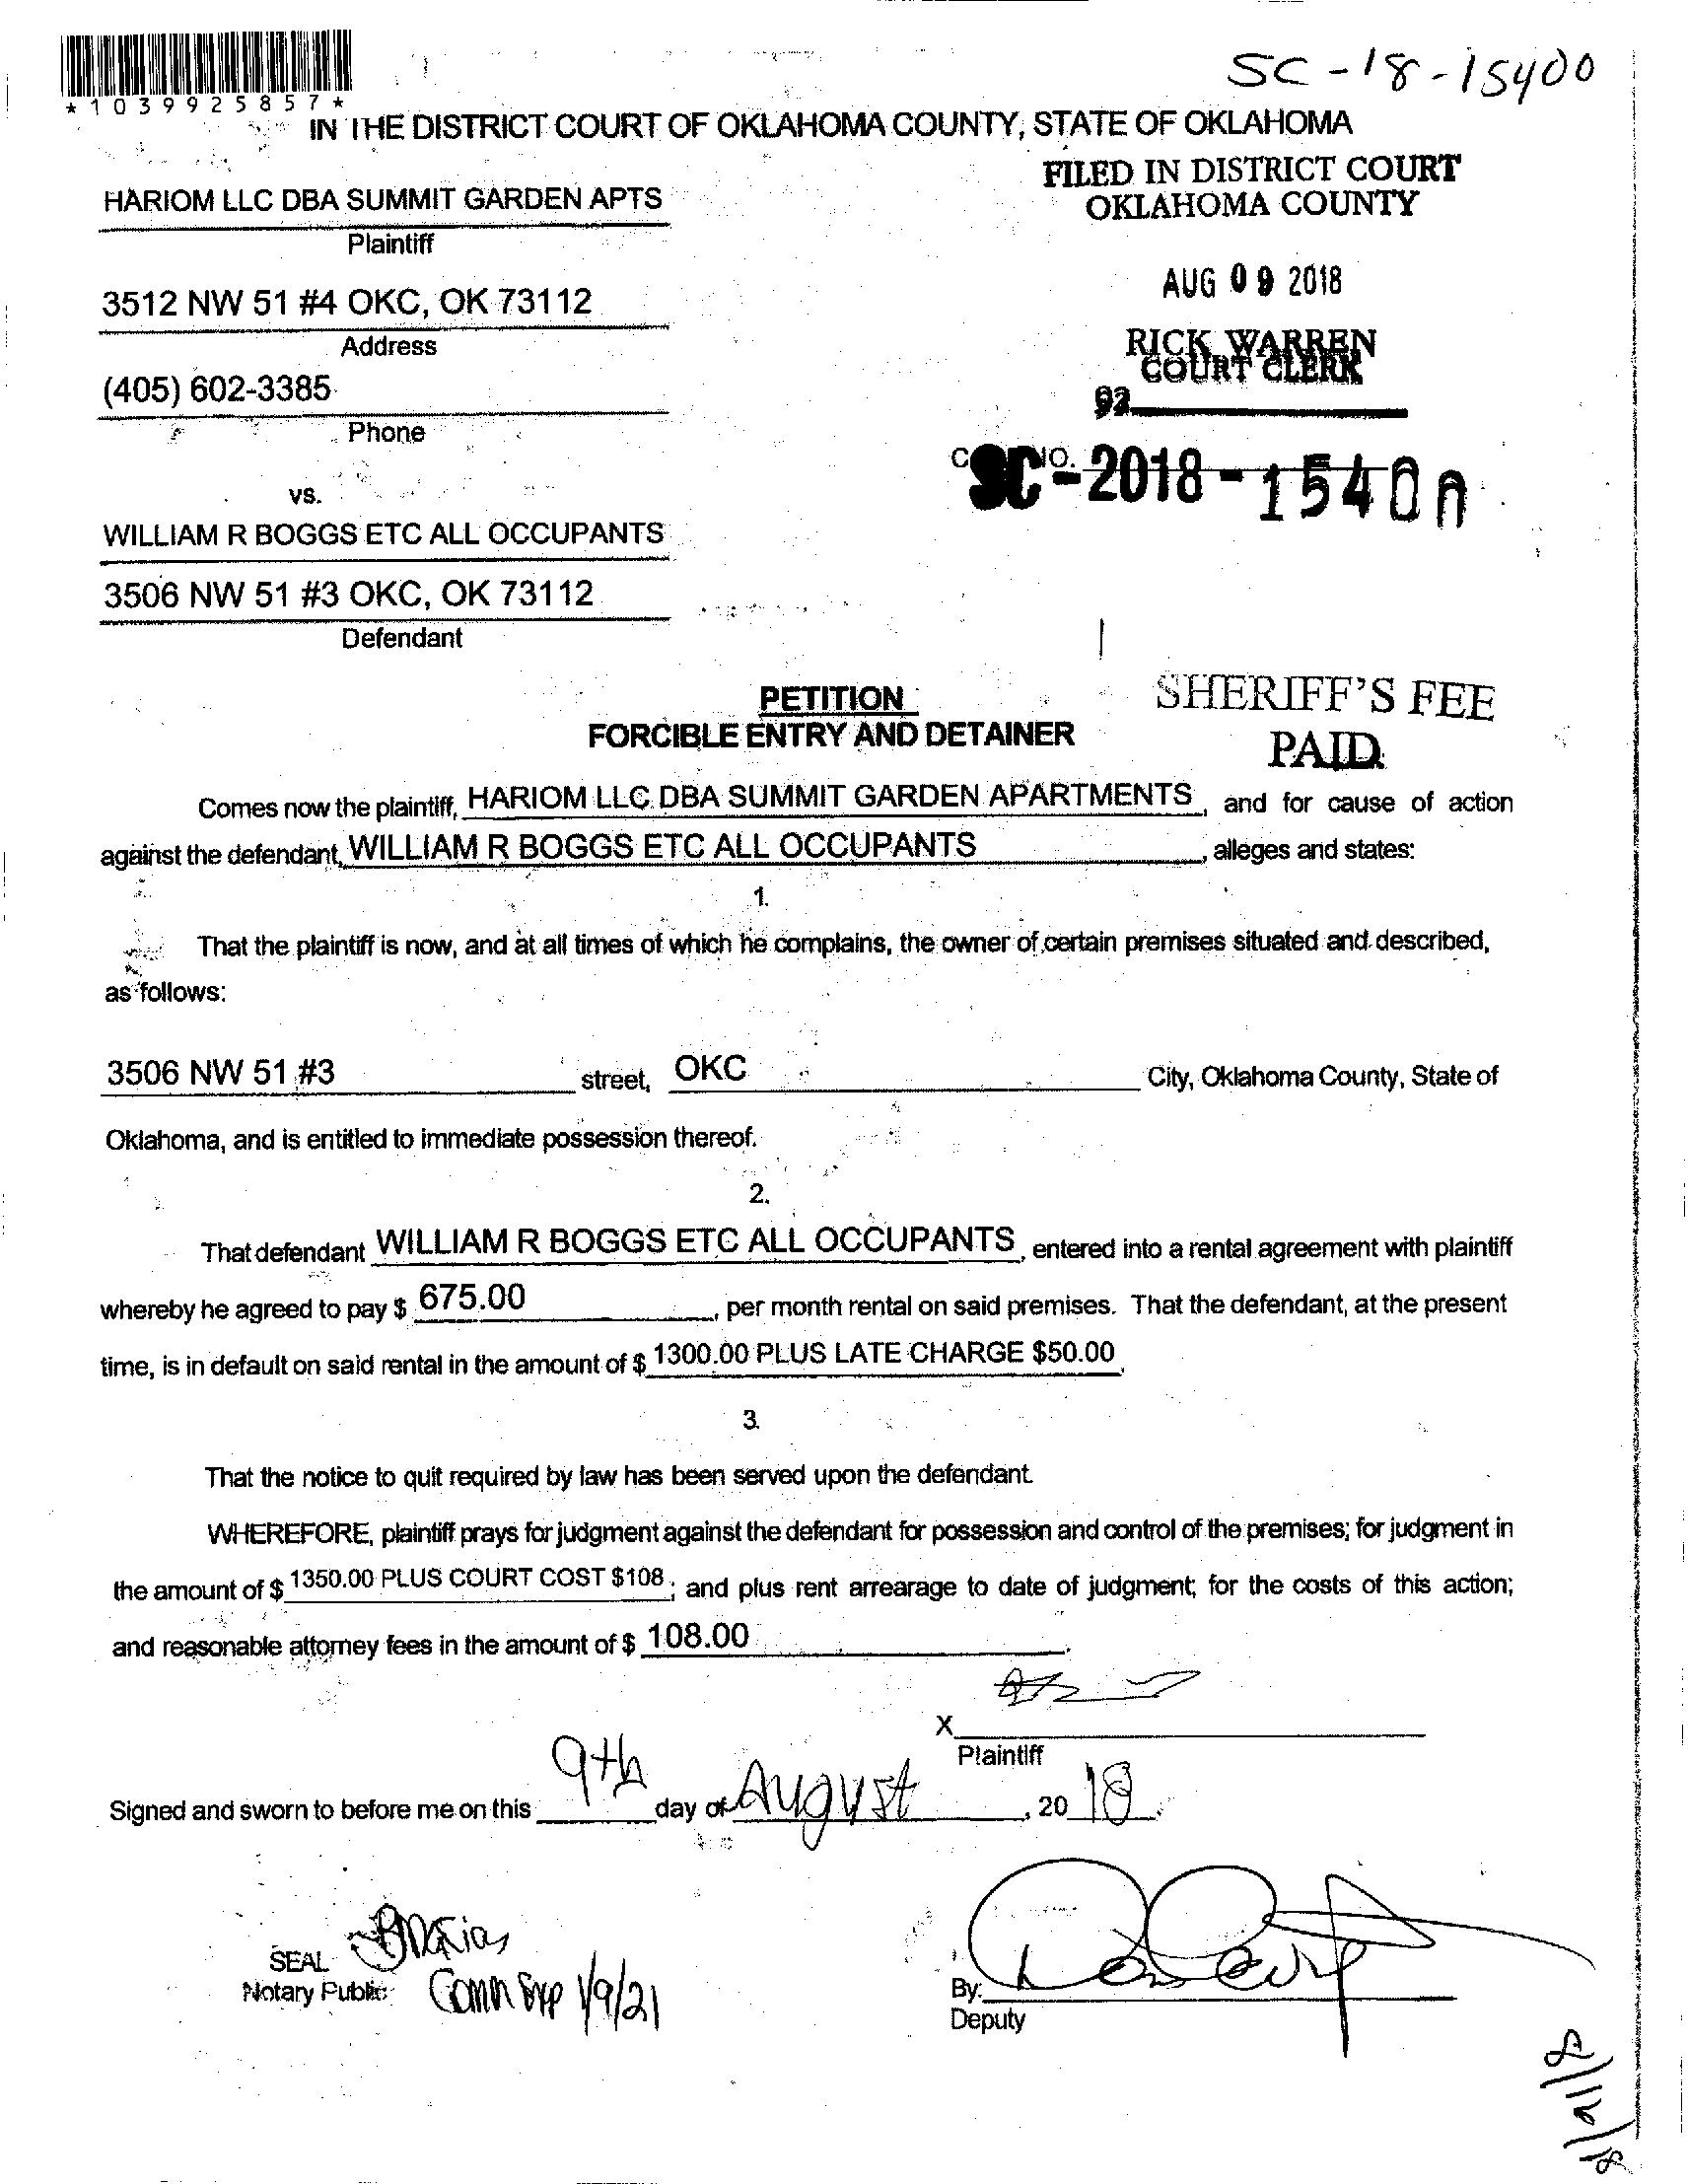 SC-18-15400
*1039925857*
IN THE DISTRICT COURT OF OKLAHOMA COUNTY, STATE OF OKLAHOMA
FILED IN DISTRICT COURT
OKLAHOMA COUNTY
HARIOM LLC DBA SUMMIT GARDEN APTS
Plaintiff
AUG 09 2018
3512 NW 51 #4 OKC, OK 73112
Address
RICK WARREN
COURT CLERK
(405) 602-3385
93
Phone
SC-2018-15400
vs.
WILLIAM R BOGGS ETC ALL OCCUPANTS
3506 NW 51 #3 OKC, OK 73112
Defendant
PETITION
FORCIBLE ENTRY AND DETAINER
SHERIFF'S FEE
PAID
Comes now the plaintiff, HARIOM LLC DBA SUMMIT GARDEN APARTMENTS, and for cause of action
against the defendant, WILLIAM R BOGGS ETC ALL OCCUPANTS, alleges and states:
1.
That the plaintiff is now, and at all times of which he complains, the owner of certain premises situated and described,
as follows:
3506 NW 51 #3 street, OKC City, Oklahoma County, State of
Oklahoma, and is entitled to immediate possession thereof.
2.
That defendant WILLIAM R BOGGS ETC ALL OCCUPANTS, entered into a rental agreement with plaintiff
whereby he agreed to pay $ 675.00, per month rental on said premises. That the defendant, at the present
time, is in default on said rental in the amount of $ 1300.00 PLUS LATE CHARGE $50.00,
3.
That the notice to quit required by law has been served upon the defendant.
WHEREFORE, plaintiff prays for judgment against the defendant for possession and control of the premises; for judgment in
the amount of $ 1350.00 PLUS COURT COST $108; and plus rent arrearage to date of judgment; for the costs of this action;
and reasonable attorney fees in the amount of $ 108.00.
X
Plaintiff
Signed and sworn to before me on this 9th day of August, 20 18.
SEAL
Notary Public: Comm Exp 1/9/21
By:
Deputy